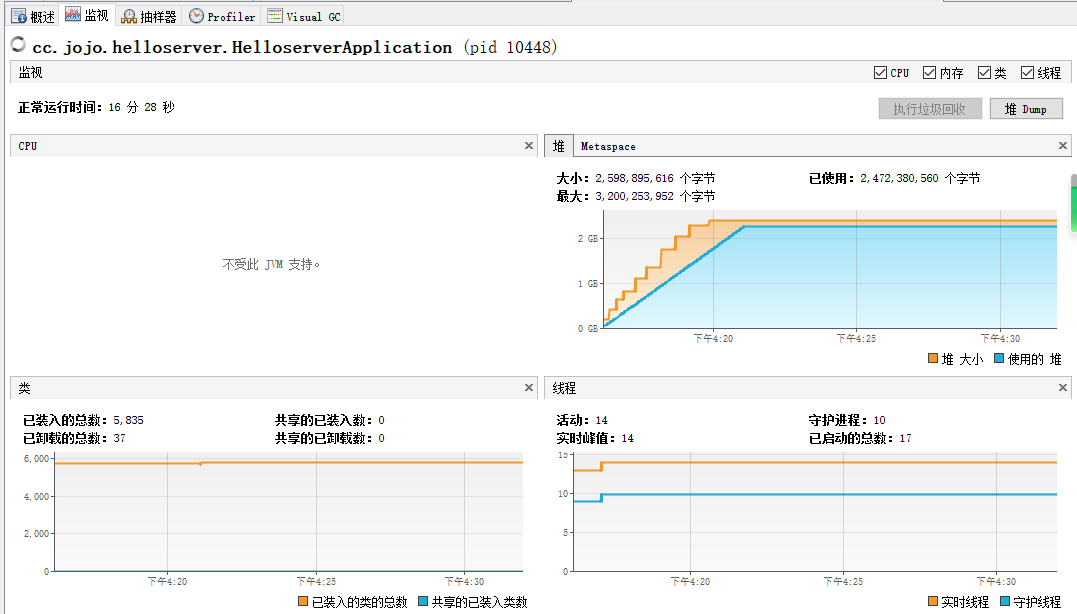 概述 监视 抽样器 Profiler Visual GC
cc.jojo.helloserver.HelloserverApplication (pid 10448)
监视 CPU 内存 类 线程
正常运行时间: 16 分 28 秒 执行垃圾回收 堆 Dump
CPU
不受此 JVM 支持。
堆 Metaspace
大小: 2,598,895,616 个字节 已使用: 2,472,380,560 个字节
最大: 3,200,253,952 个字节
2 GB
1 GB
0 GB
下午4:20 下午4:25 下午4:30
堆 大小 使用的 堆
类
已装入的总数: 5,835 共享的已装入数: 0
已卸载的总数: 37 共享的已卸载数: 0
6,000
4,000
2,000
0
下午4:20 下午4:25 下午4:30
已装入的类的总数 共享的已装入类数
线程
活动: 14 守护进程: 10
实时峰值: 14 已启动的总数: 17
15
10
5
0
下午4:20 下午4:25 下午4:30
实时线程 守护线程